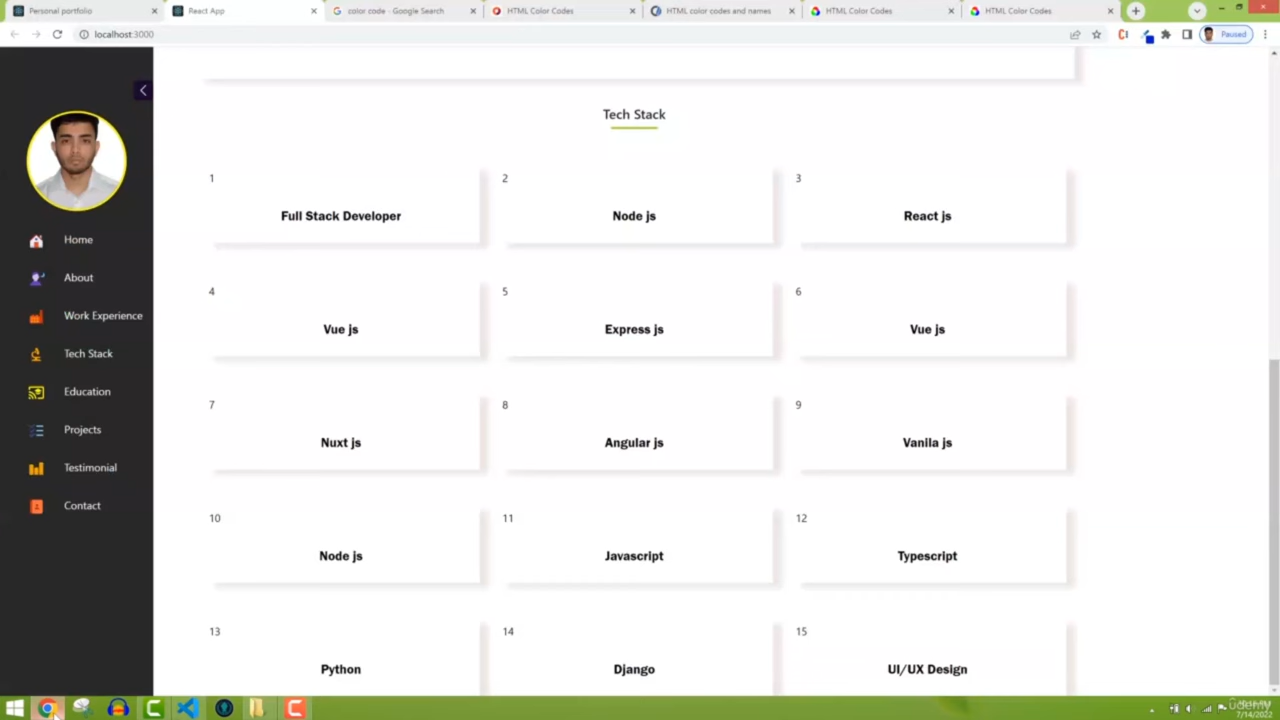 Personal portfolio
React App
color code - Google Search
HTML Color Codes
HTML color codes and names
HTML Color Codes
HTML Color Codes
localhost:3000
Paused
Tech Stack
1
Full Stack Developer
2
Node js
3
React js
4
Vue js
5
Express js
6
Vue js
7
Nuxt js
8
Angular js
9
Vanila js
10
Node js
11
Javascript
12
Typescript
13
Python
14
Django
15
UI/UX Design
Home
About
Work Experience
Tech Stack
Education
Projects
Testimonial
Contact
udemy
7/14/2022